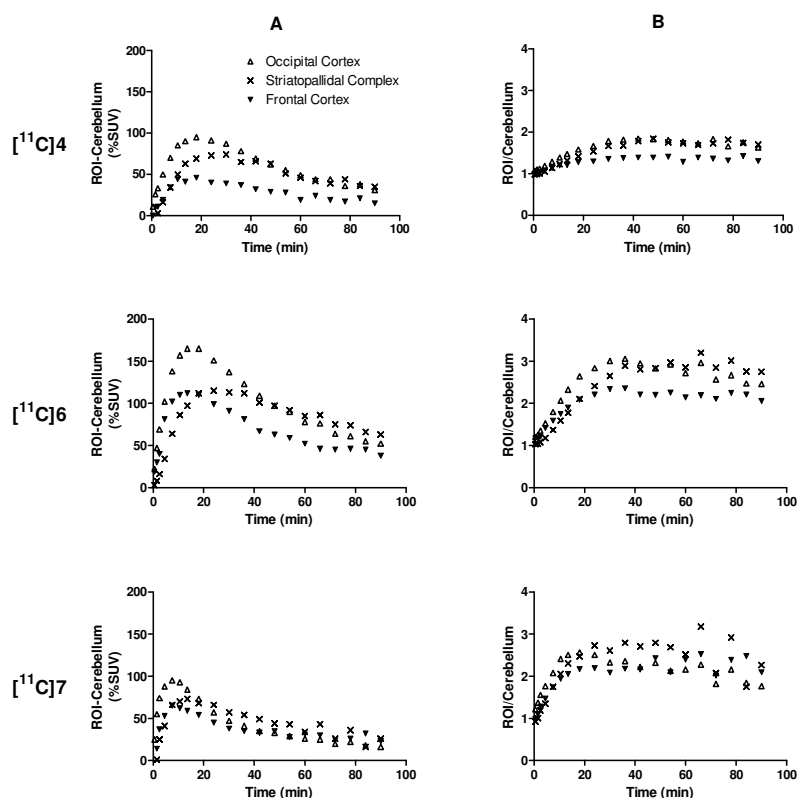 A
B
[¹¹C]4
ROI-Cerebellum
(%SUV)
200
150
100
50
0
0 20 40 60 80 100
Time (min)
Occipital Cortex
Striatopallidal Complex
Frontal Cortex
ROI/Cerebellum
4
3
2
1
0
0 20 40 60 80 100
Time (min)
[¹¹C]6
ROI-Cerebellum
(%SUV)
200
150
100
50
0
0 20 40 60 80 100
Time (min)
ROI/Cerebellum
4
3
2
1
0
0 20 40 60 80 100
Time (min)
[¹¹C]7
ROI-Cerebellum
(%SUV)
200
150
100
50
0
0 20 40 60 80 100
Time (min)
ROI/Cerebellum
4
3
2
1
0
0 20 40 60 80 100
Time (min)